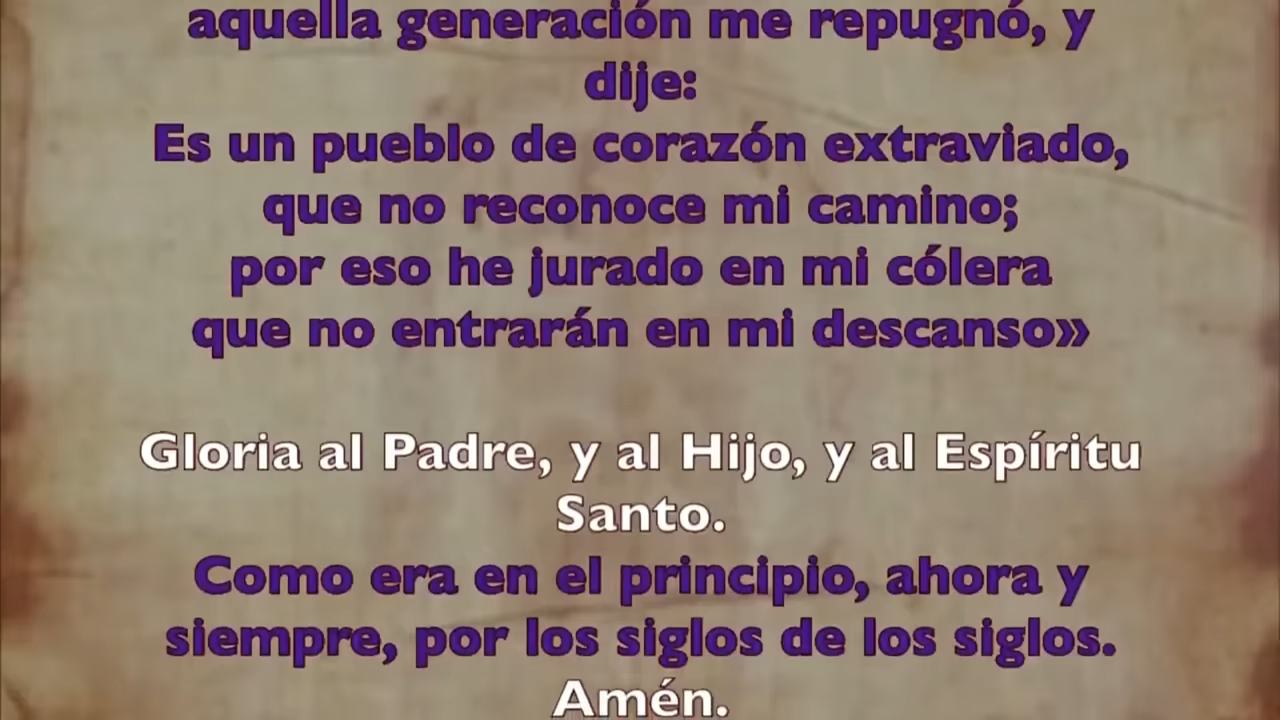 aquella generación me repugnó, y
dije:
Es un pueblo de corazón extraviado,
que no reconoce mi camino;
por eso he jurado en mi cólera
que no entrarán en mi descanso»
Gloria al Padre, y al Hijo, y al Espíritu
Santo.
Como era en el principio, ahora y
siempre, por los siglos de los siglos.
Amén.